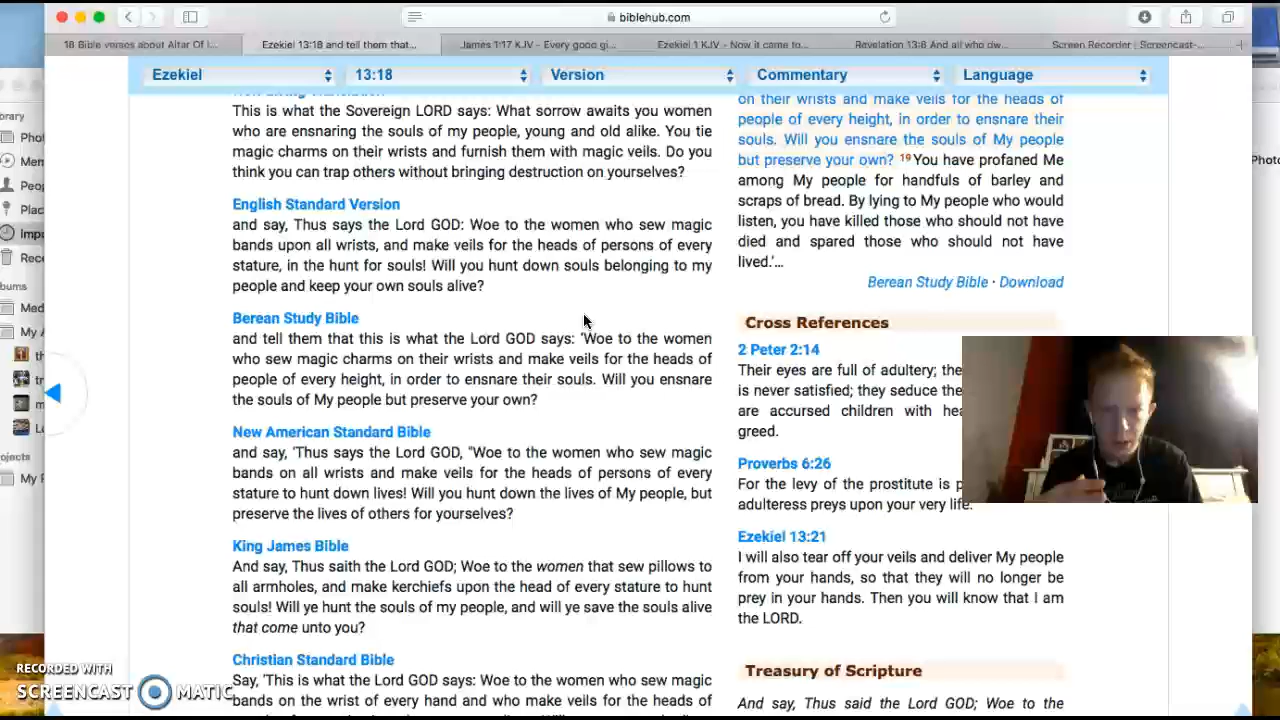 biblehub.com
18 Bible verses about Altar Of I...
Ezekiel 13:18 and tell them that...
James 1:17 KJV - Every good gi...
Ezekiel 1 KJV - Now it came to...
Revelation 13:8 And all who dw...
Screen Recorder | Screencast-...
Ezekiel
13:18
Version
Commentary
Language
This is what the Sovereign LORD says: What sorrow awaits you women
who are ensnaring the souls of my people, young and old alike. You tie
magic charms on their wrists and furnish them with magic veils. Do you
think you can trap others without bringing destruction on yourselves?
English Standard Version
and say, Thus says the Lord GOD: Woe to the women who sew magic
bands upon all wrists, and make veils for the heads of persons of every
stature, in the hunt for souls! Will you hunt down souls belonging to my
people and keep your own souls alive?
Berean Study Bible
and tell them that this is what the Lord GOD says: ‘Woe to the women
who sew magic charms on their wrists and make veils for the heads of
people of every height, in order to ensnare their souls. Will you ensnare
the souls of My people but preserve your own?
New American Standard Bible
and say, 'Thus says the Lord GOD, "Woe to the women who sew magic
bands on all wrists and make veils for the heads of persons of every
stature to hunt down lives! Will you hunt down the lives of My people, but
preserve the lives of others for yourselves?
King James Bible
And say, Thus saith the Lord GOD; Woe to the women that sew pillows to
all armholes, and make kerchiefs upon the head of every stature to hunt
souls! Will ye hunt the souls of my people, and will ye save the souls alive
that come unto you?
Christian Standard Bible
Say, 'This is what the Lord GOD says: Woe to the women who sew magic
bands on the wrist of every hand and who make veils for the heads of
on their wrists and make veils for the heads of
people of every height, in order to ensnare their
souls. Will you ensnare the souls of My people
but preserve your own? 19 You have profaned Me
among My people for handfuls of barley and
scraps of bread. By lying to My people who would
listen, you have killed those who should not have
died and spared those who should not have
lived.’…
Berean Study Bible · Download
Cross References
2 Peter 2:14
Their eyes are full of adultery;
is never satisfied; they seduce
are accursed children with
greed.
Proverbs 6:26
For the levy of the prostitute is
adulteress preys upon your very life.
Ezekiel 13:21
I will also tear off your veils and deliver My people
from your hands, so that they will no longer be
prey in your hands. Then you will know that I am
the LORD.
Treasury of Scripture
And say, Thus said the Lord GOD; Woe to the
RECORDED WITH
SCREENCAST MATIC